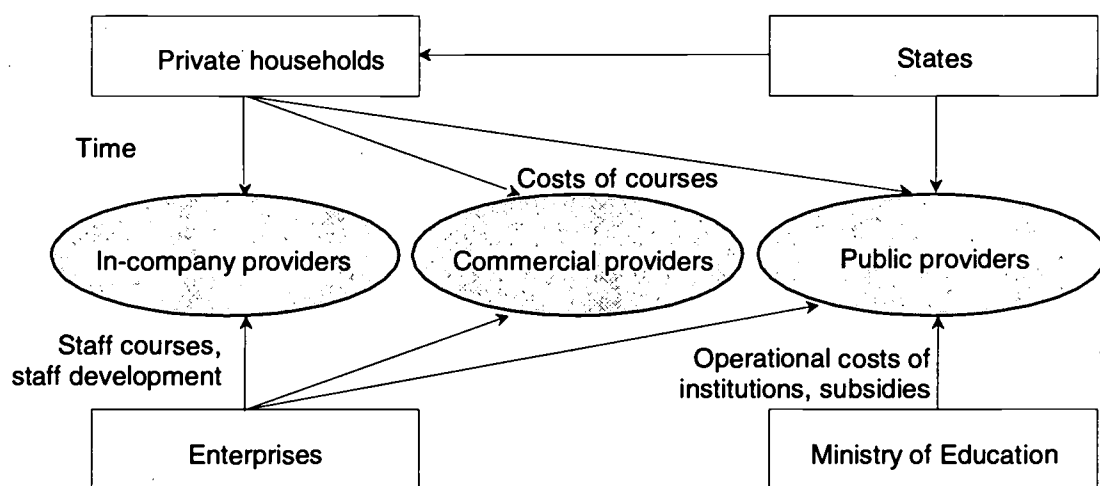 Private households
States
Time
Costs of courses
In-company providers
Commercial providers
Public providers
Staff courses,
staff development
Operational costs of
institutions, subsidies
Enterprises
Ministry of Education